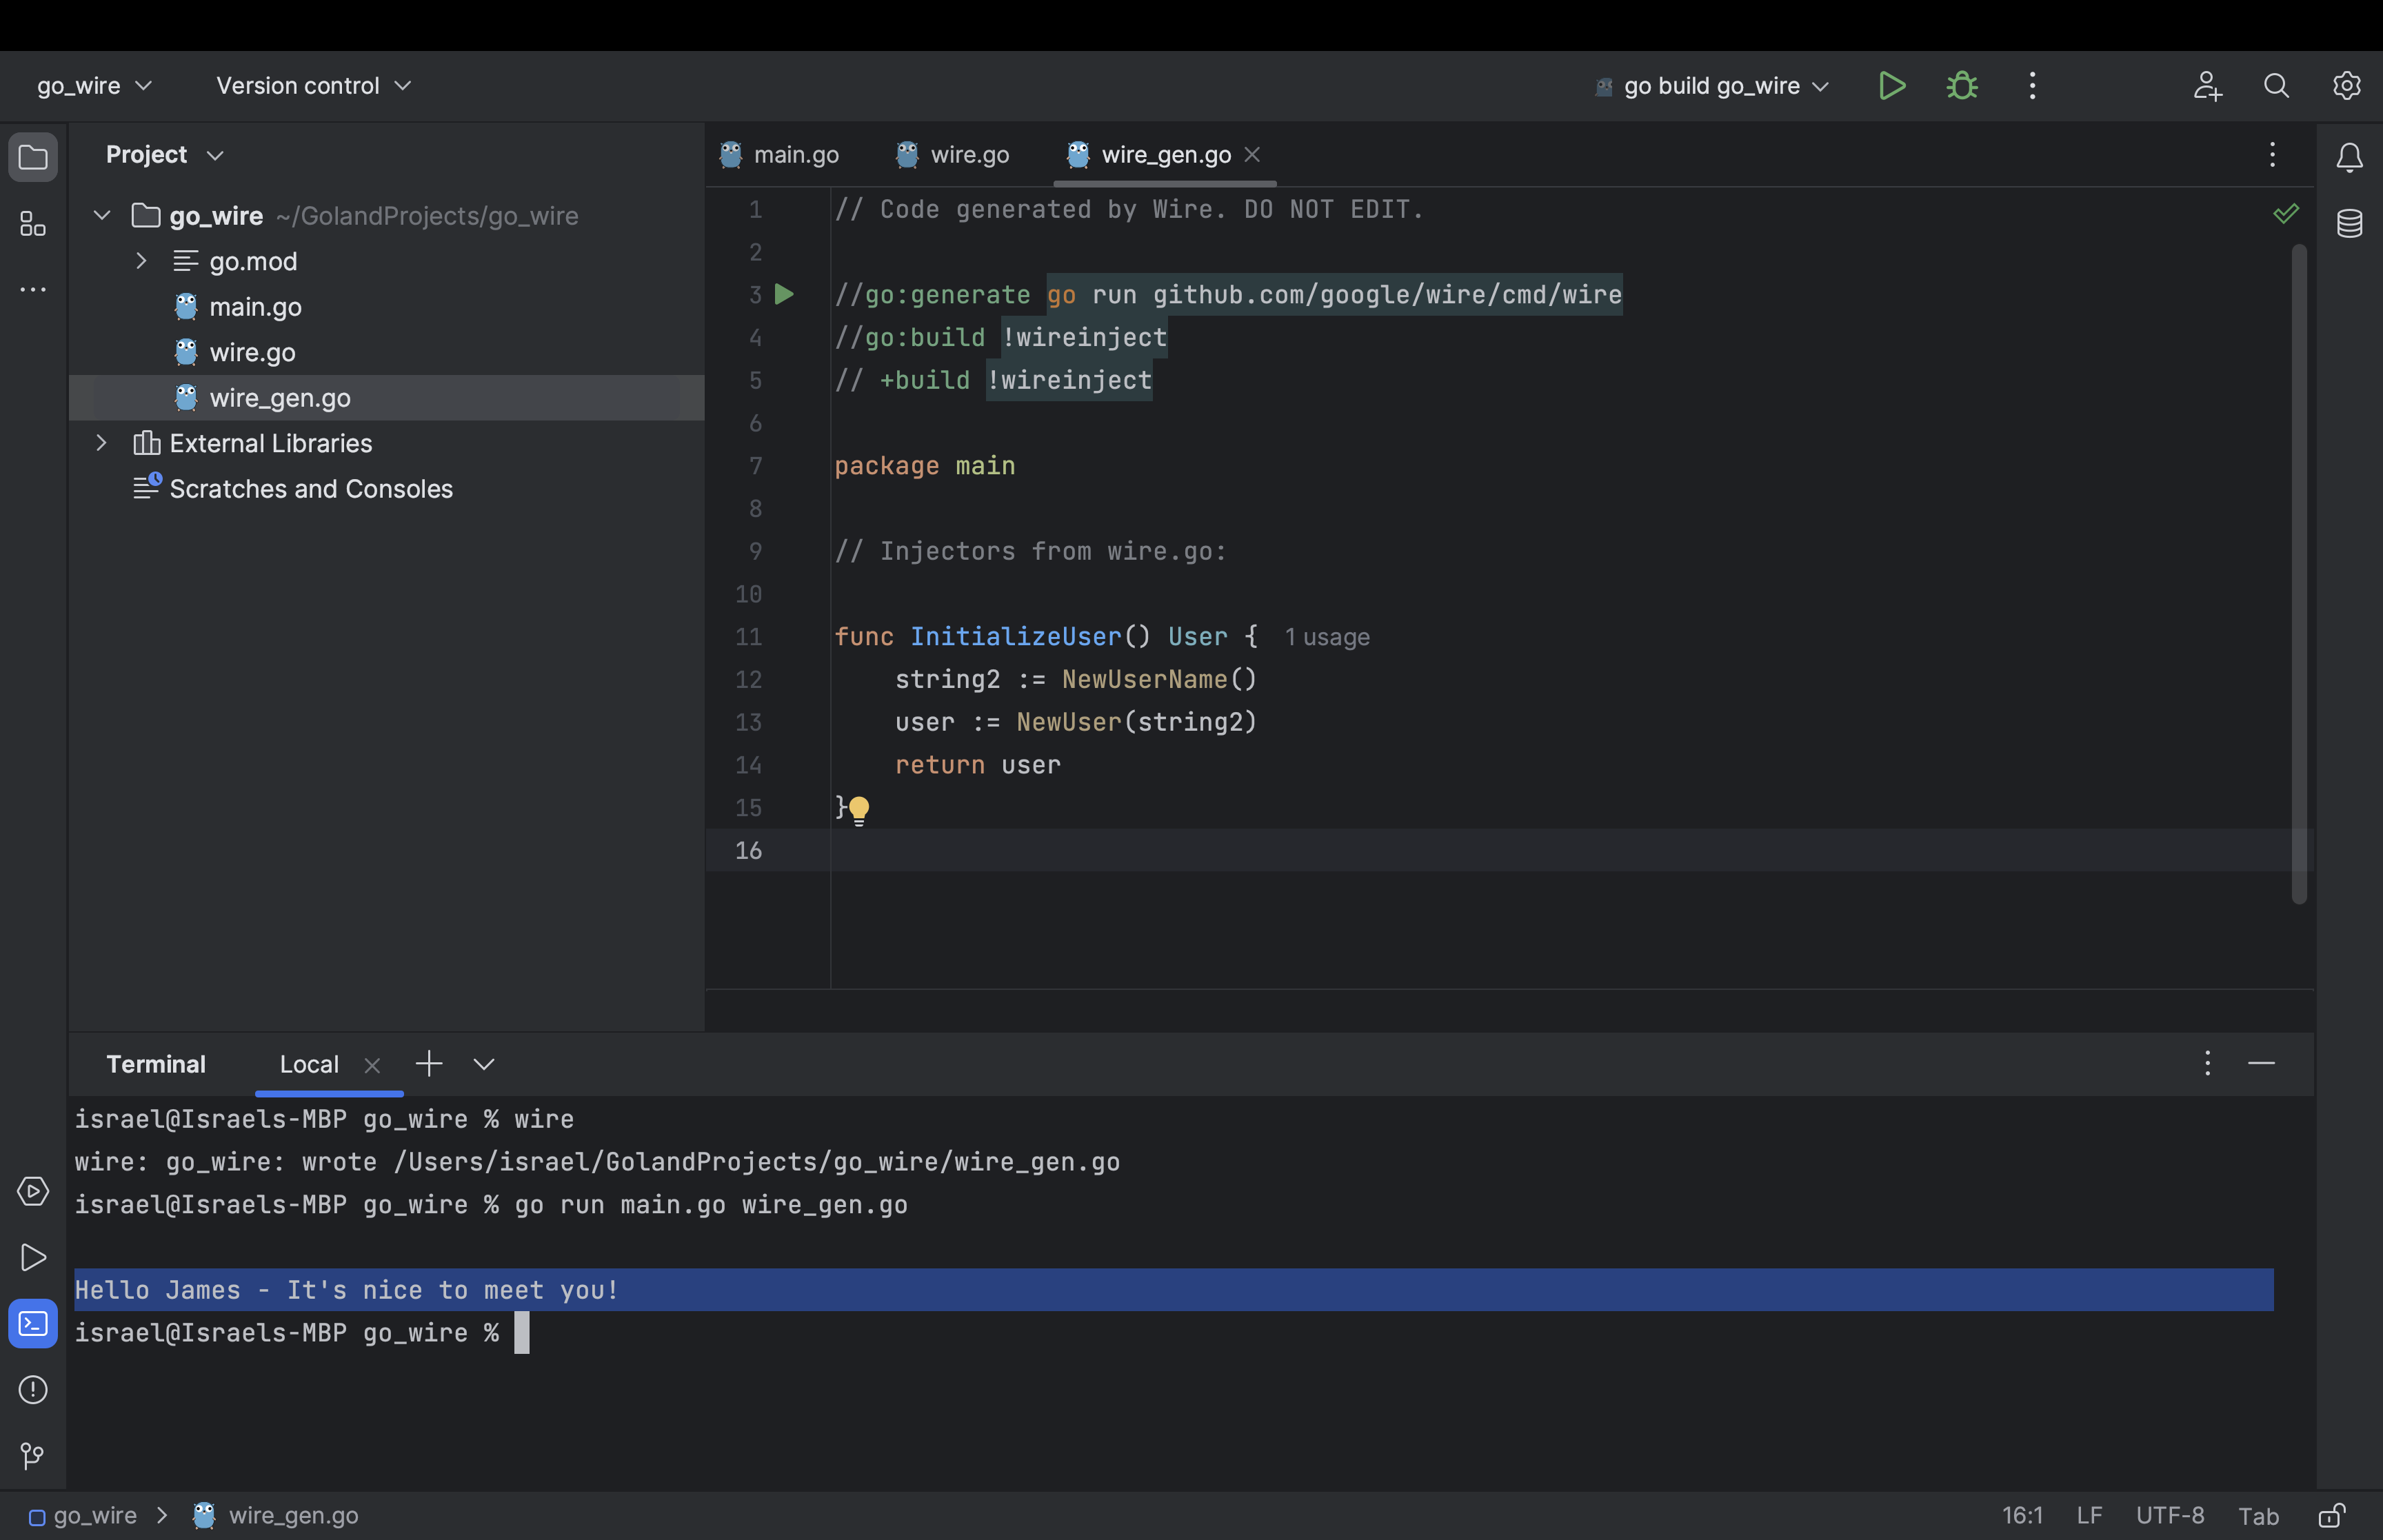 go_wire
Version control
go build go_wire
Project
go_wire ~/GolandProjects/go_wire
go.mod
main.go
wire.go
wire_gen.go
External Libraries
Scratches and Consoles
main.go
wire.go
wire_gen.go
1 // Code generated by Wire. DO NOT EDIT.
2
3 //go:generate go run github.com/google/wire/cmd/wire
4 //go:build !wireinject
5 // +build !wireinject
6
7 package main
8
9 // Injectors from wire.go:
10
11 func InitializeUser() User { 1 usage
12 string2 := NewUserName()
13 user := NewUser(string2)
14 return user
15 }
16
Terminal
Local
israel@Israels-MBP go_wire % wire
wire: go_wire: wrote /Users/israel/GolandProjects/go_wire/wire_gen.go
israel@Israels-MBP go_wire % go run main.go wire_gen.go
Hello James - It's nice to meet you!
israel@Israels-MBP go_wire %
go_wire > wire_gen.go
16:1
LF
UTF-8
Tab